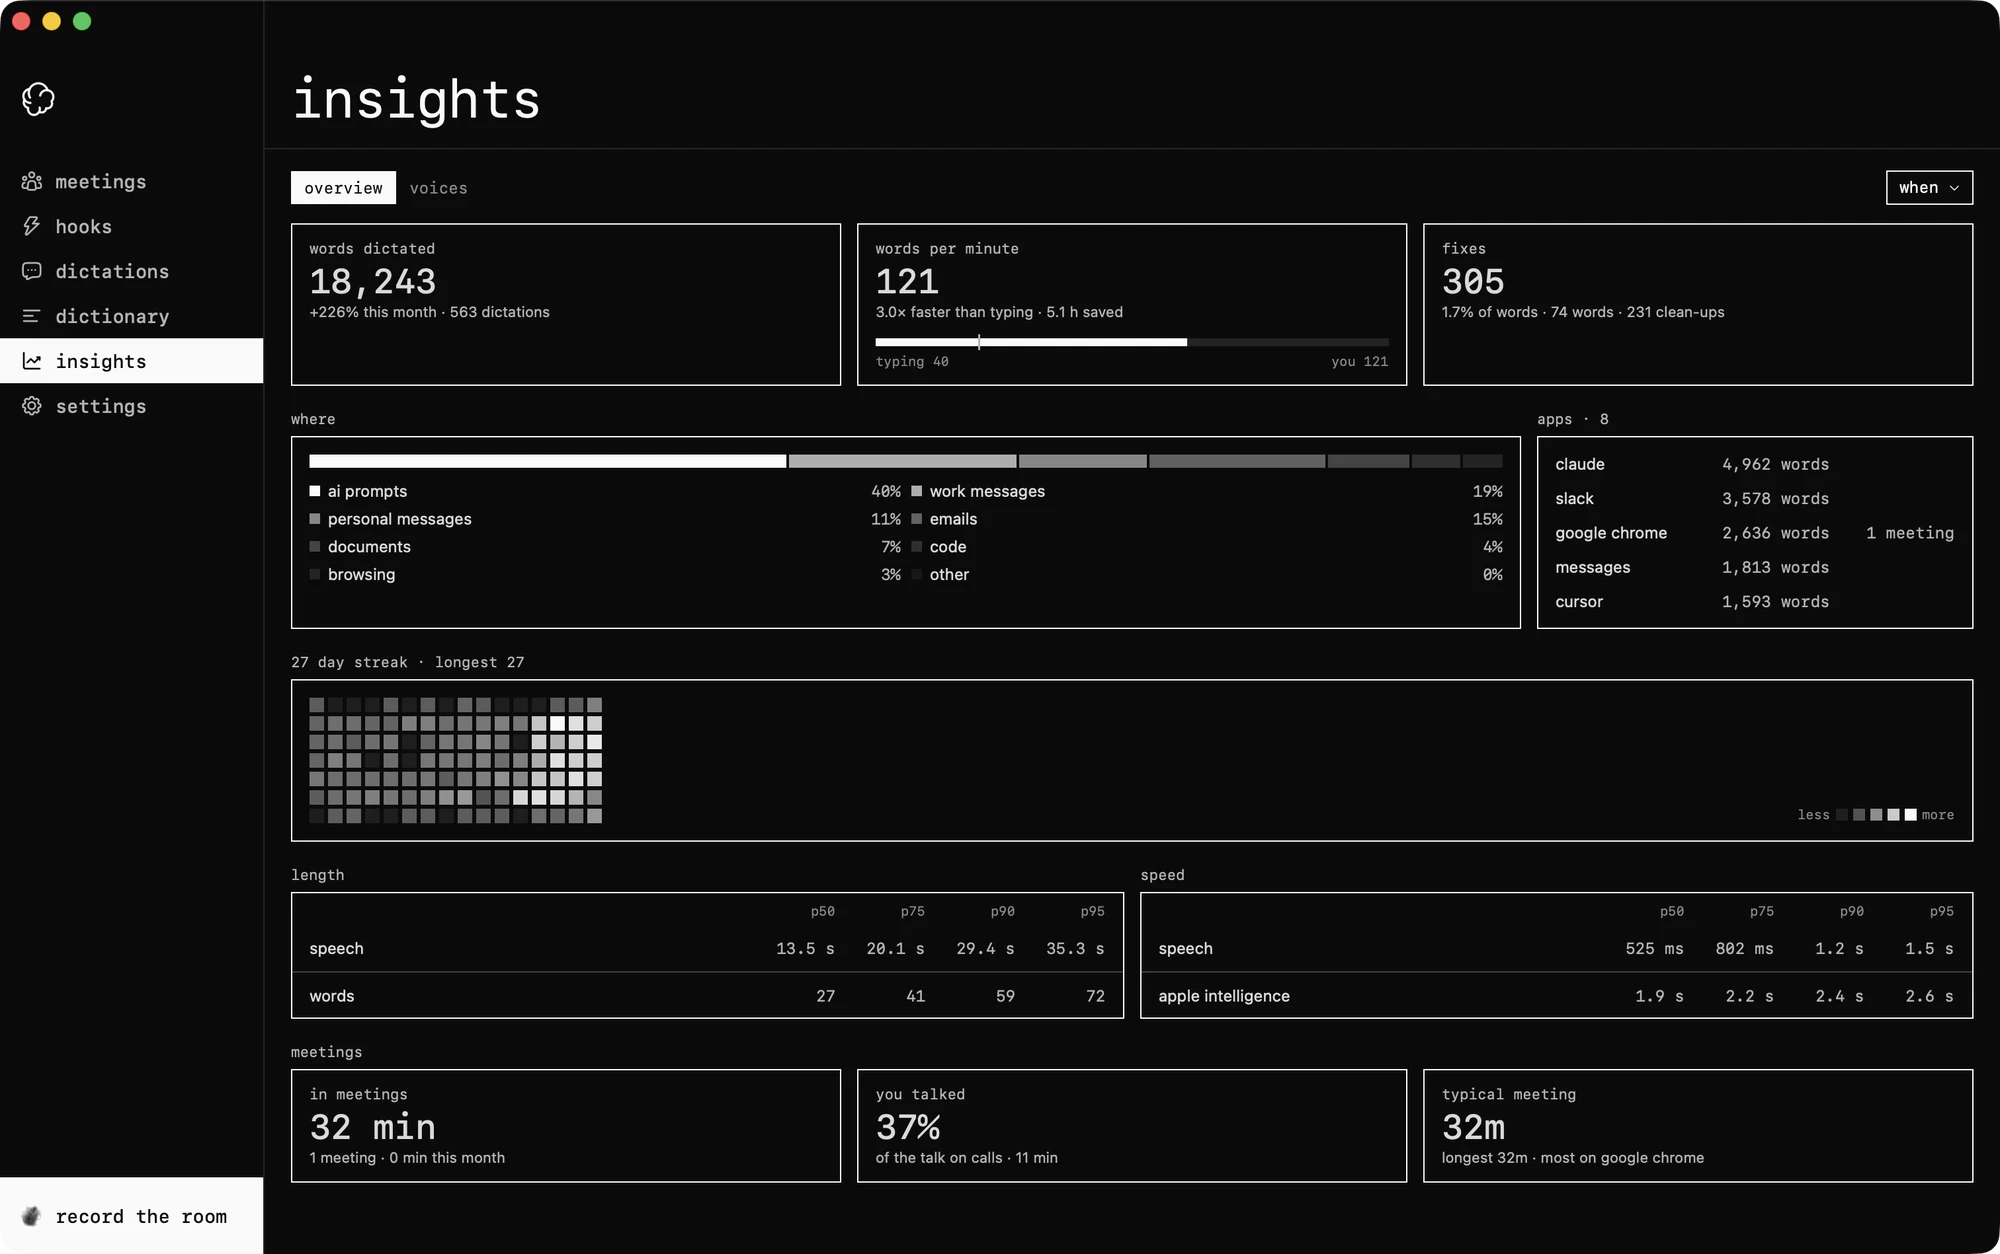 insights
meetings
hooks
dictations
dictionary
insights
settings
record the room
overview voices
when
words dictated
18,243
+226% this month · 563 dictations
words per minute
121
3.0× faster than typing · 5.1 h saved
typing 40 you 121
fixes
305
1.7% of words · 74 words · 231 clean-ups
where
ai prompts 40% work messages 19%
personal messages 11% emails 15%
documents 7% code 4%
browsing 3% other 0%
apps · 8
claude 4,962 words
slack 3,578 words
google chrome 2,636 words 1 meeting
messages 1,813 words
cursor 1,593 words
27 day streak · longest 27
less more
length
p50 p75 p90 p95
speech 13.5 s 20.1 s 29.4 s 35.3 s
words 27 41 59 72
speed
p50 p75 p90 p95
speech 525 ms 802 ms 1.2 s 1.5 s
apple intelligence 1.9 s 2.2 s 2.4 s 2.6 s
meetings
in meetings
32 min
1 meeting · 0 min this month
you talked
37%
of the talk on calls · 11 min
typical meeting
32m
longest 32m · most on google chrome